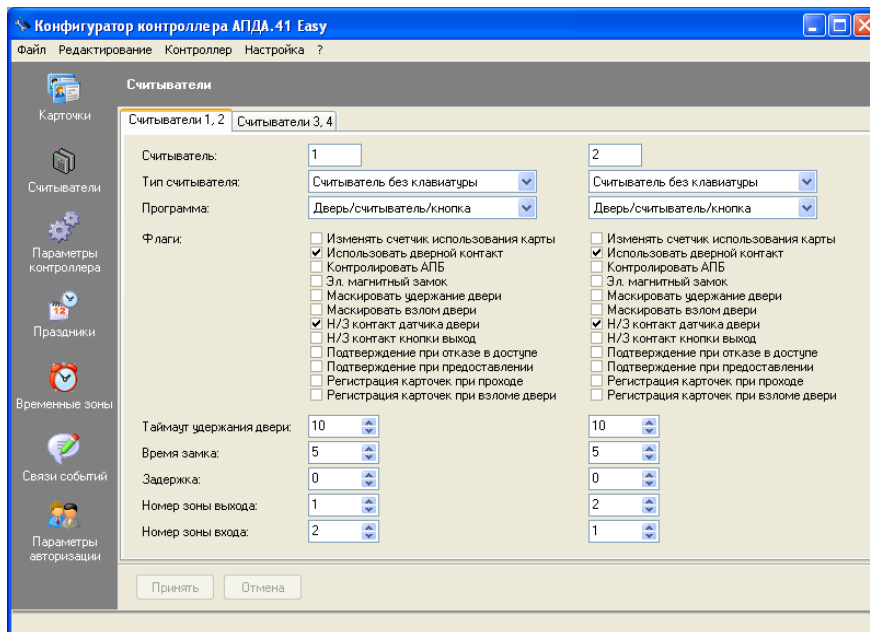 Конфигуратор контроллера АПДА.41 Easy
Файл Редактирование Контроллер Настройка ?
Карточки
Считыватели
Параметры
контроллера
Праздники
Временные зоны
Связи событий
Параметры
авторизации
Считыватели
Считыватели 1, 2 Считыватели 3, 4
Считыватель: 1 2
Тип считывателя: Считыватель без клавиатуры Считыватель без клавиатуры
Программа: Дверь/считыватель/кнопка Дверь/считыватель/кнопка
Флаги: Изменять счетчик использования карты Изменять счетчик использования карты
Использовать дверной контакт Использовать дверной контакт
Контролировать АПБ Контролировать АПБ
Эл. магнитный замок Эл. магнитный замок
Маскировать удержание двери Маскировать удержание двери
Маскировать взлом двери Маскировать взлом двери
Н/З контакт датчика двери Н/З контакт датчика двери
Н/З контакт кнопки выход Н/З контакт кнопки выход
Подтверждение при отказе в доступе Подтверждение при отказе в доступе
Подтверждение при предоставлении Подтверждение при предоставлении
Регистрация карточек при проходе Регистрация карточек при проходе
Регистрация карточек при взломе двери Регистрация карточек при взломе двери
Таймаут удержания двери: 10 10
Время замка: 5 5
Задержка: 0 0
Номер зоны выхода: 1 2
Номер зоны входа: 2 1
Принять Отмена